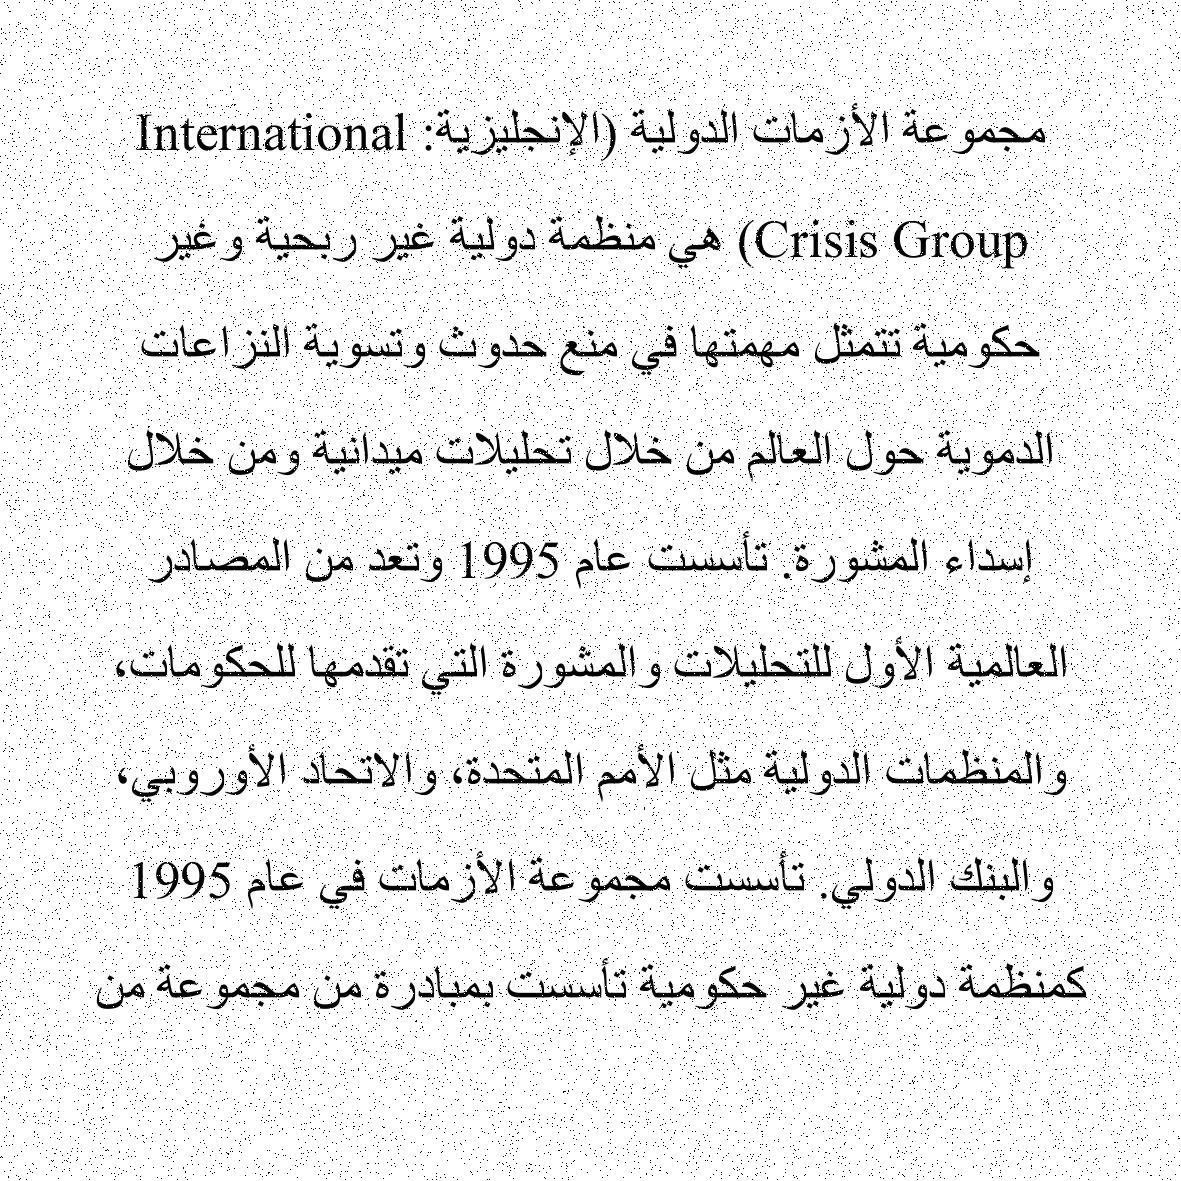 مجموعة الأزمات الدولية (الإنجليزية: International
Crisis Group) هي منظمة دولية غير ربحية وغير
حكومية تتمثل مهمتها في منع حدوث وتسوية النزاعات
الدموية حول العالم من خلال تحليلات ميدانية ومن خلال
إسداء المشورة. تأسست عام 1995 وتعد من المصادر
العالمية الأول للتحليلات والمشورة التي تقدمها للحكومات،
والمنظمات الدولية مثل الأمم المتحدة، والاتحاد الأوروبي،
والبنك الدولي. تأسست مجموعة الأزمات في عام 1995
كمنظمة دولية غير حكومية تأسست بمبادرة من مجموعة من